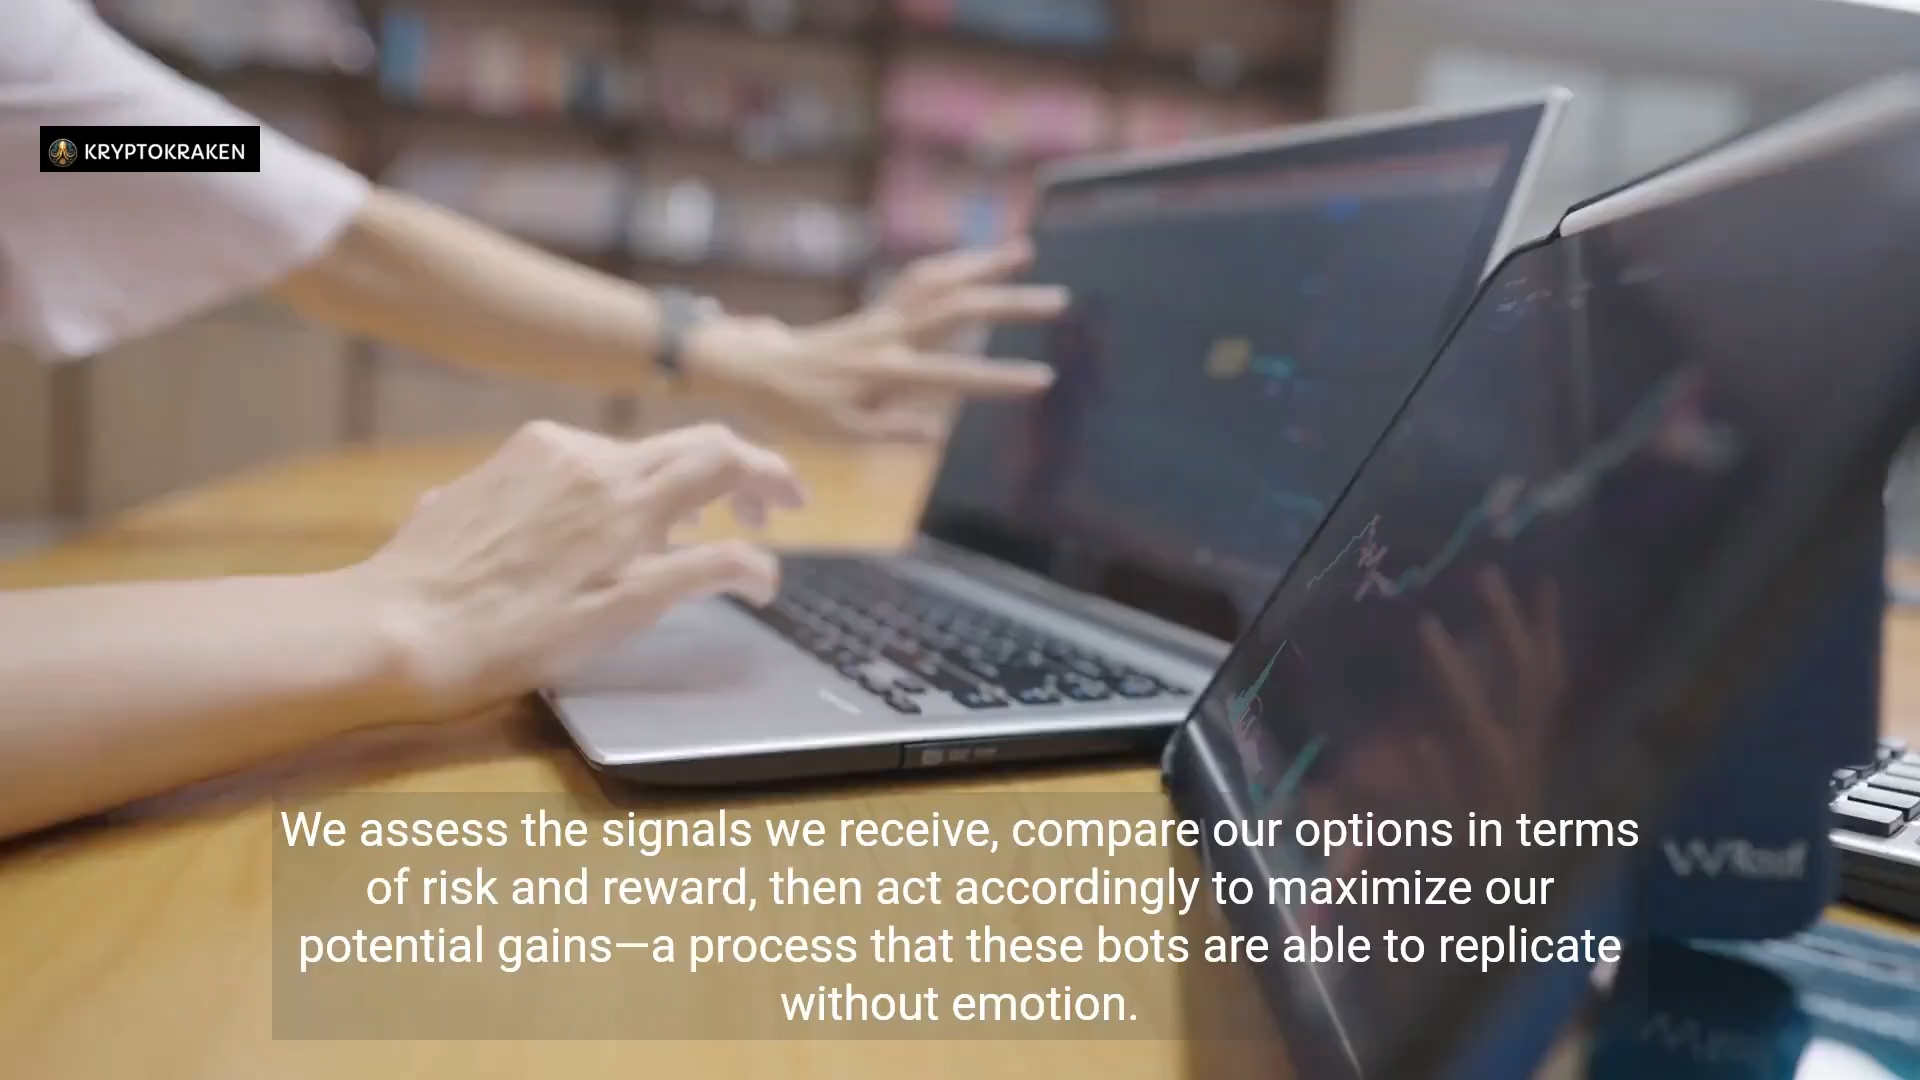 KRYPTOKRAKEN
We assess the signals we receive, compare our options in terms
of risk and reward, then act accordingly to maximize our
potential gains—a process that these bots are able to replicate
without emotion.